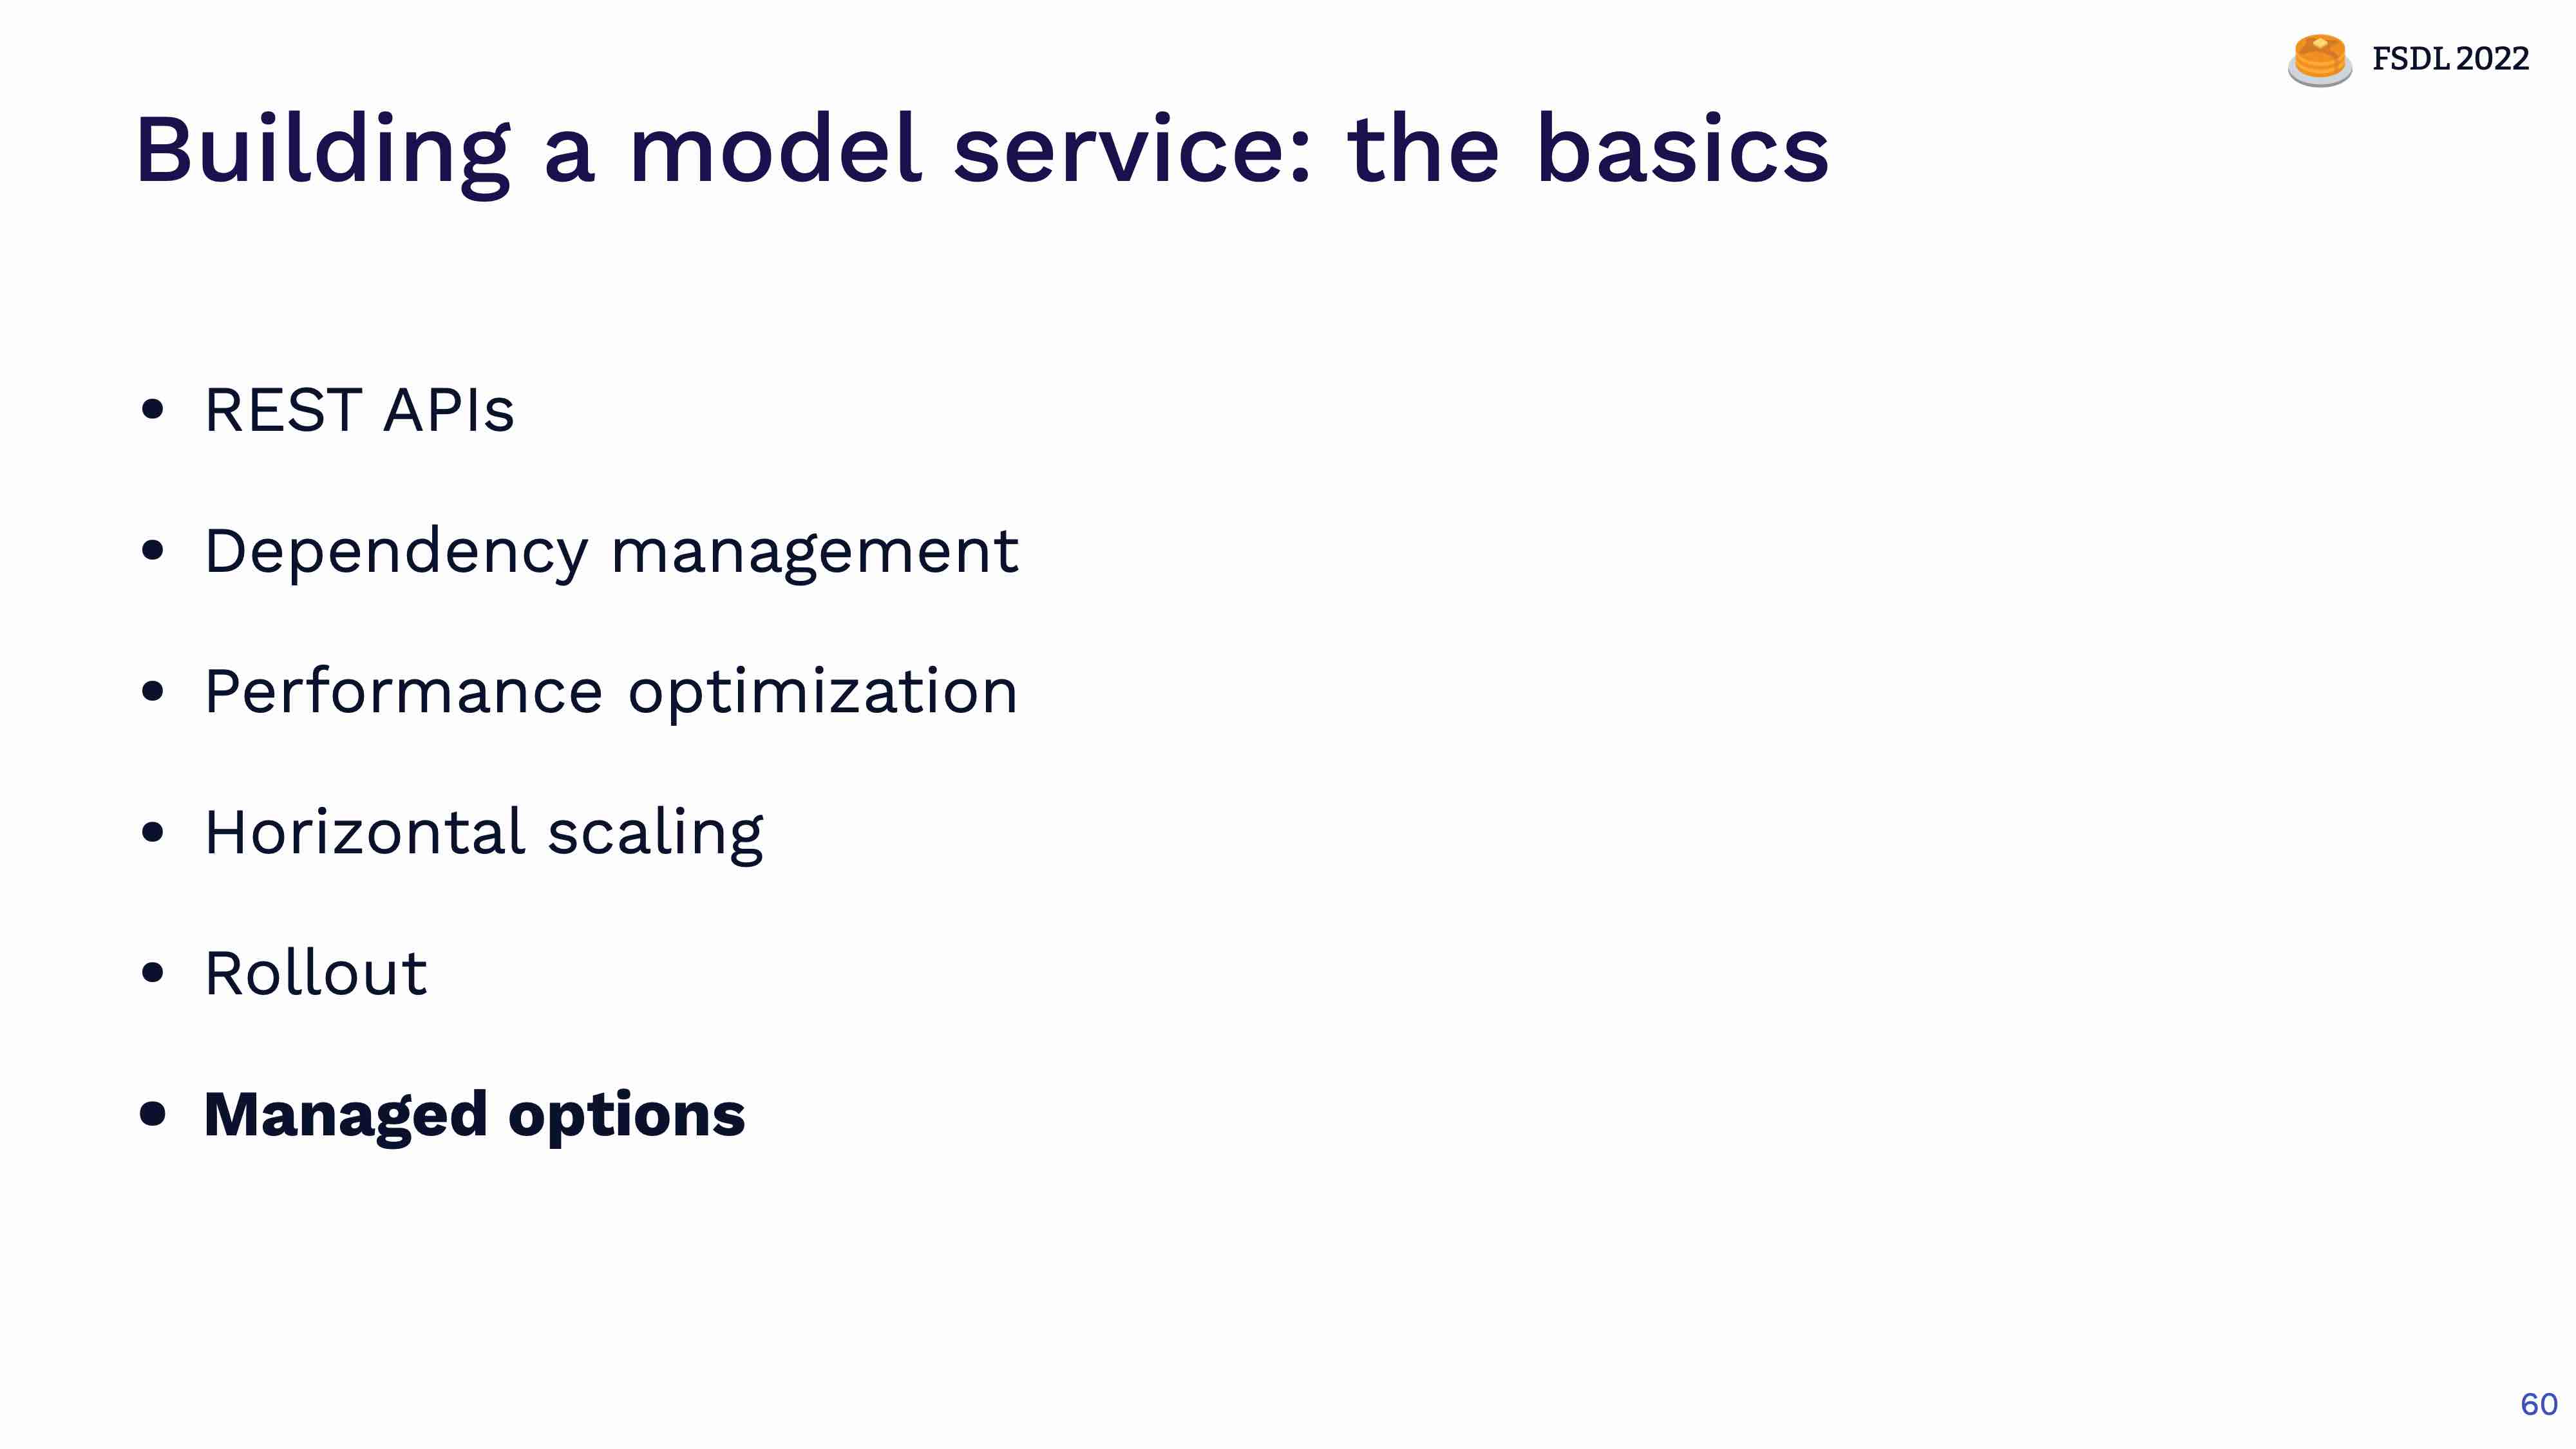 FSDL 2022
Building a model service: the basics
• REST APIs
• Dependency management
• Performance optimization
• Horizontal scaling
• Rollout
• Managed options
60